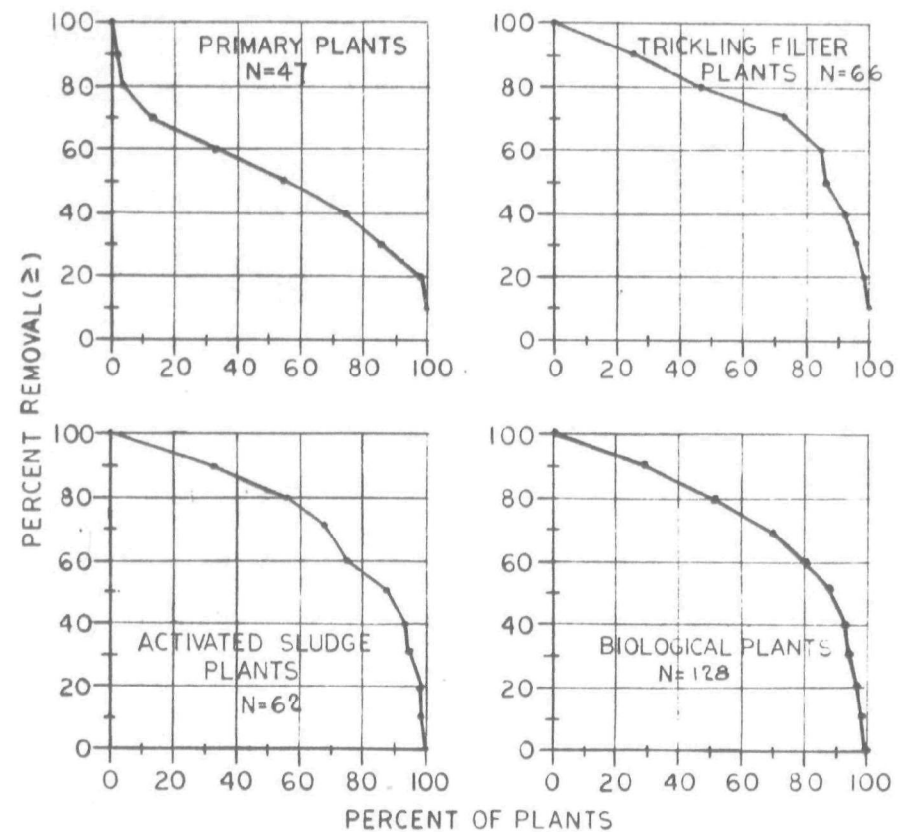 PRIMARY PLANTS
N=47
100
80
60
40
20
0
0 20 40 60 80 100
TRICKLING FILTER
PLANTS N=66
100
80
60
40
20
0
0 20 40 60 80 100
PERCENT REMOVAL (≥)
ACTIVATED SLUDGE
PLANTS
N=62
100
80
60
40
20
0
0 20 40 60 80 100
BIOLOGICAL PLANTS
N=128
100
80
60
40
20
0
0 20 40 60 80 100
PERCENT OF PLANTS